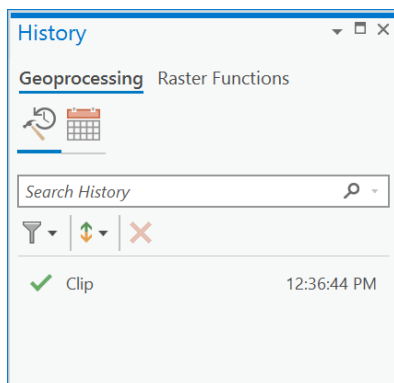 History
Geoprocessing Raster Functions
Search History
Clip 12:36:44 PM